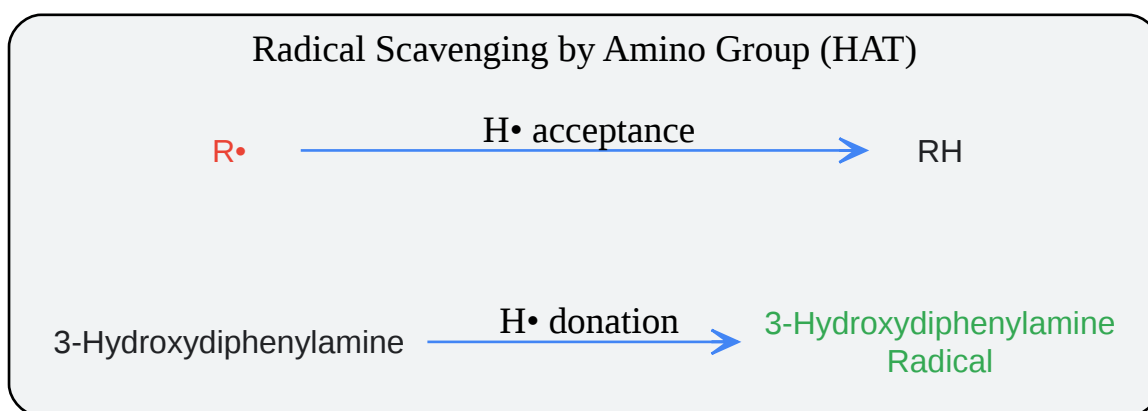 Radical Scavenging by Amino Group (HAT)
H• acceptance
R•
RH
H• donation
3-Hydroxydiphenylamine
3-Hydroxydiphenylamine
Radical